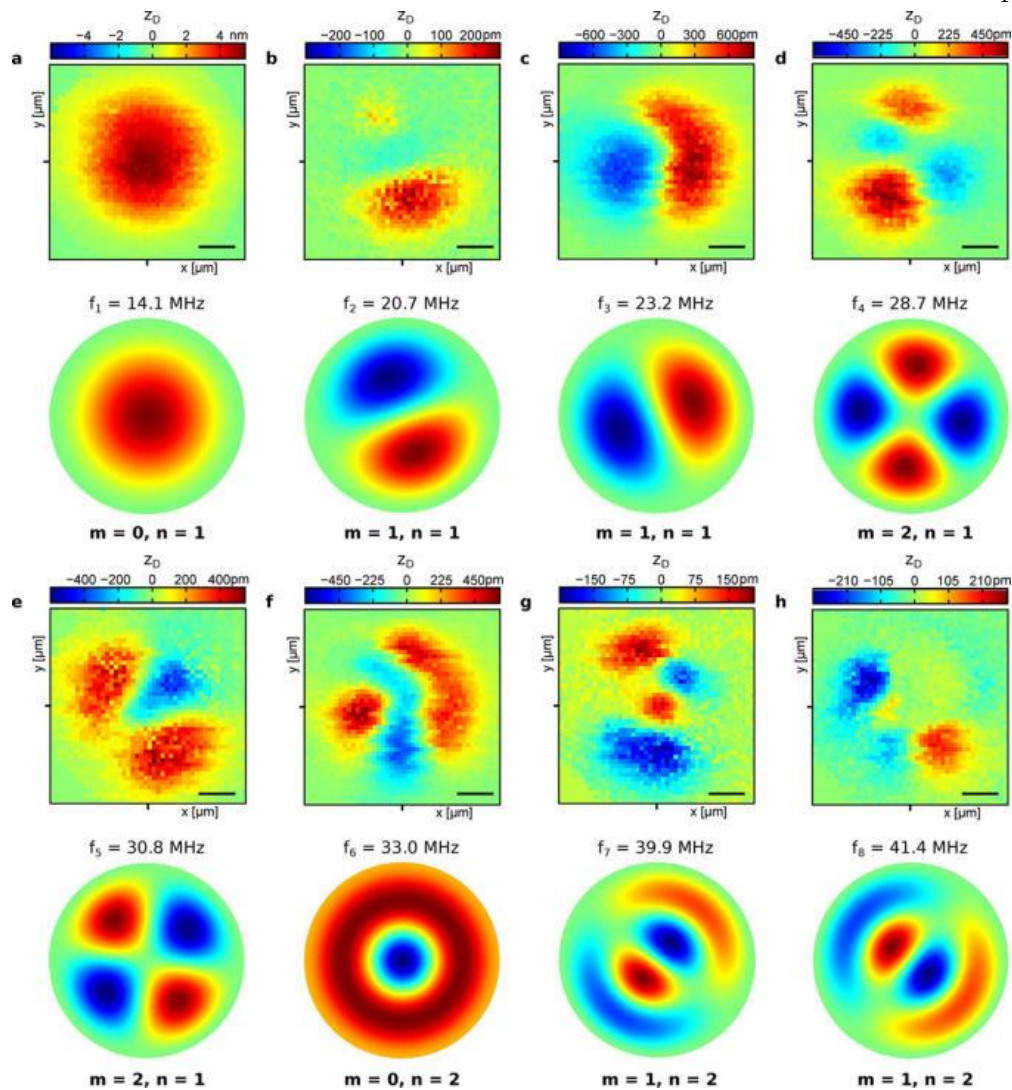 z_D z_D z_D z_D
−4 −2 0 2 4 nm −200 −100 0 100 200pm −600 −300 0 300 600pm −450 −225 0 225 450pm
a b c d
y [µm] y [µm] y [µm] y [µm]
x [µm] x [µm] x [µm] x [µm]
f₁ = 14.1 MHz f₂ = 20.7 MHz f₃ = 23.2 MHz f₄ = 28.7 MHz
m = 0, n = 1 m = 1, n = 1 m = 1, n = 1 m = 2, n = 1
z_D z_D z_D z_D
−400 −200 0 200 400pm −450 −225 0 225 450pm −150 −75 0 75 150pm −210 −105 0 105 210pm
e f g h
y [µm] y [µm] y [µm] y [µm]
x [µm] x [µm] x [µm] x [µm]
f₅ = 30.8 MHz f₆ = 33.0 MHz f₇ = 39.9 MHz f₈ = 41.4 MHz
m = 2, n = 1 m = 0, n = 2 m = 1, n = 2 m = 1, n = 2